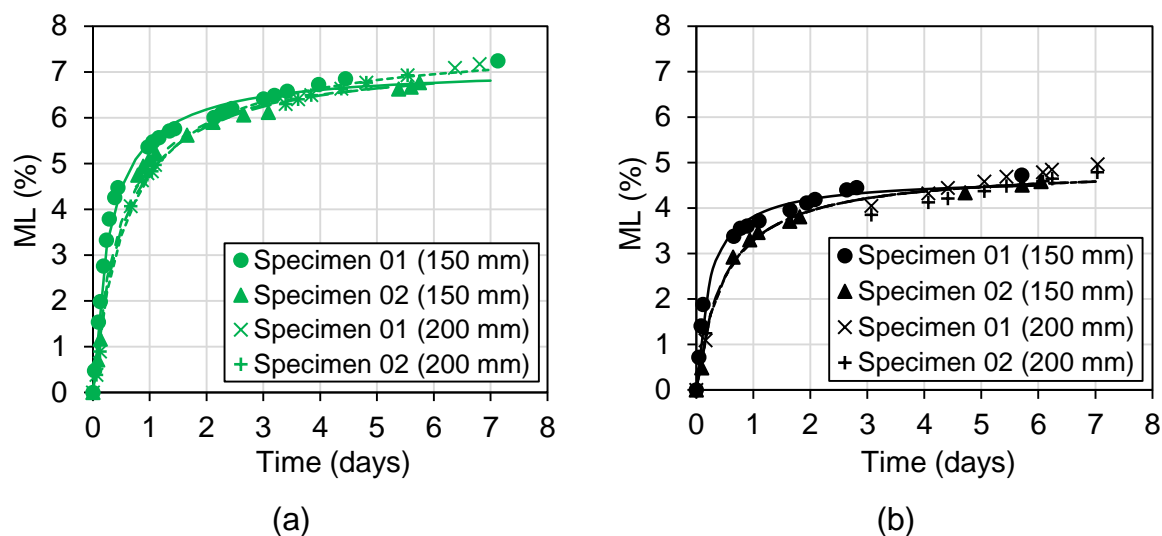 8
7
6
5
4
3
2
1
0
ML (%)
Specimen 01 (150 mm)
Specimen 02 (150 mm)
Specimen 01 (200 mm)
Specimen 02 (200 mm)
0 1 2 3 4 5 6 7 8
Time (days)
(a)
8
7
6
5
4
3
2
1
0
ML (%)
Specimen 01 (150 mm)
Specimen 02 (150 mm)
Specimen 01 (200 mm)
Specimen 02 (200 mm)
0 1 2 3 4 5 6 7 8
Time (days)
(b)